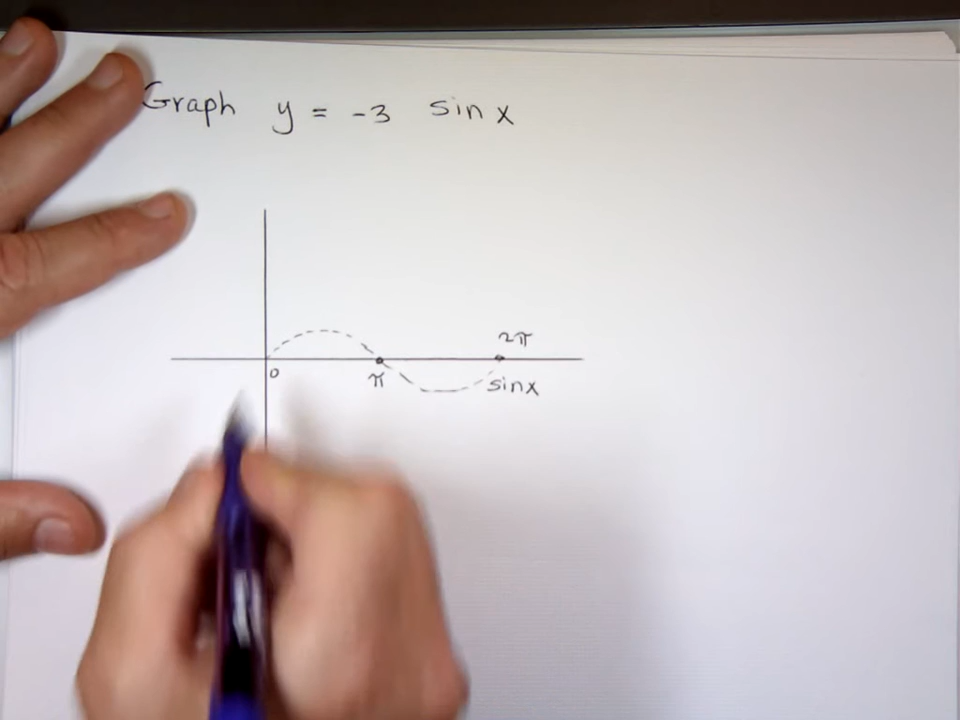 Graph y = -3 sin x
2π
0 π sin x